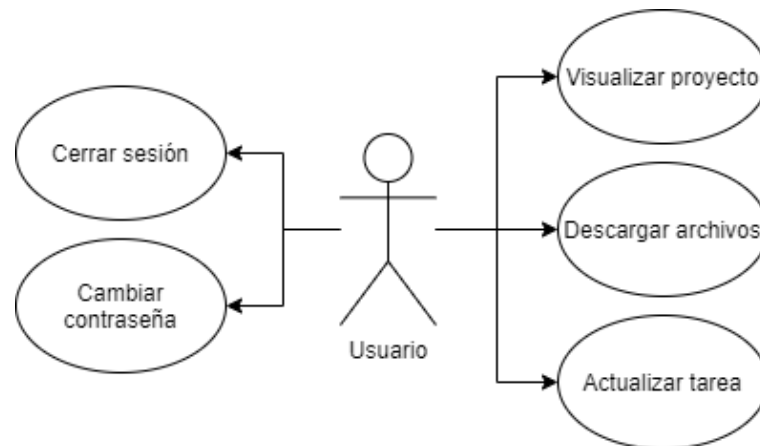 Visualizar proyecto
Cerrar sesión
Descargar archivos
Cambiar
contraseña
Usuario
Actualizar tarea